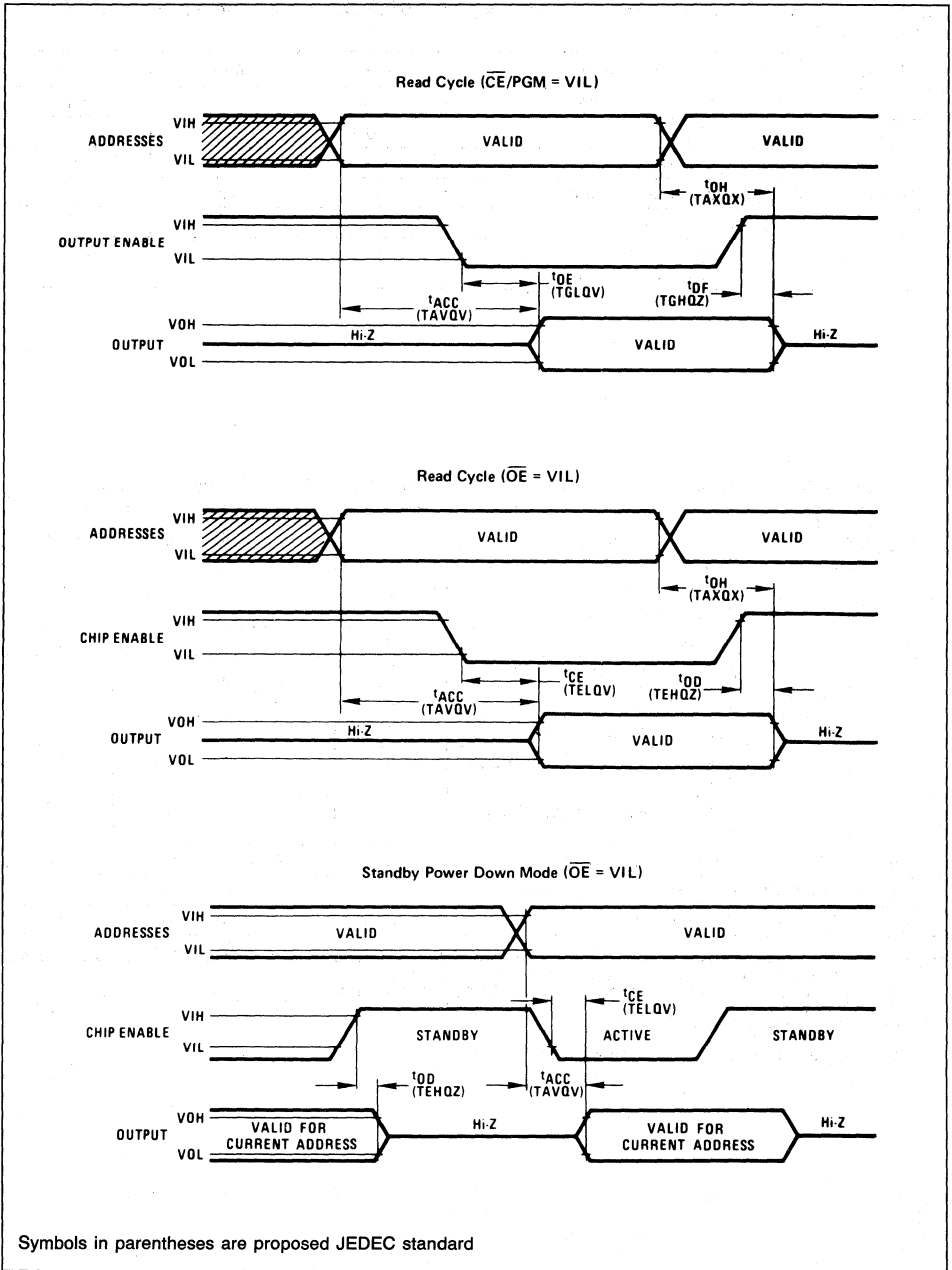 Read Cycle (CE/PGM = VIL)
ADDRESSES
VIH
VIL
VALID
VALID
tOH
(TAXQX)
OUTPUT ENABLE
VIH
VIL
tOE
(TGLQV)
tDF
(TGHQZ)
tACC
(TAVQV)
OUTPUT
VOH
VOL
Hi-Z
VALID
Hi-Z
Read Cycle (OE = VIL)
ADDRESSES
VIH
VIL
VALID
VALID
tOH
(TAXQX)
CHIP ENABLE
VIH
VIL
tCE
(TELQV)
tOD
(TEHQZ)
tACC
(TAVQV)
OUTPUT
VOH
VOL
Hi-Z
VALID
Hi-Z
Standby Power Down Mode (OE = VIL)
ADDRESSES
VIH
VIL
VALID
VALID
tCE
(TELQV)
CHIP ENABLE
VIH
VIL
STANDBY
ACTIVE
STANDBY
tOD
(TEHQZ)
tACC
(TAVQV)
OUTPUT
VOH
VOL
VALID FOR
CURRENT ADDRESS
Hi-Z
VALID FOR
CURRENT ADDRESS
Hi-Z
Symbols in parentheses are proposed JEDEC standard